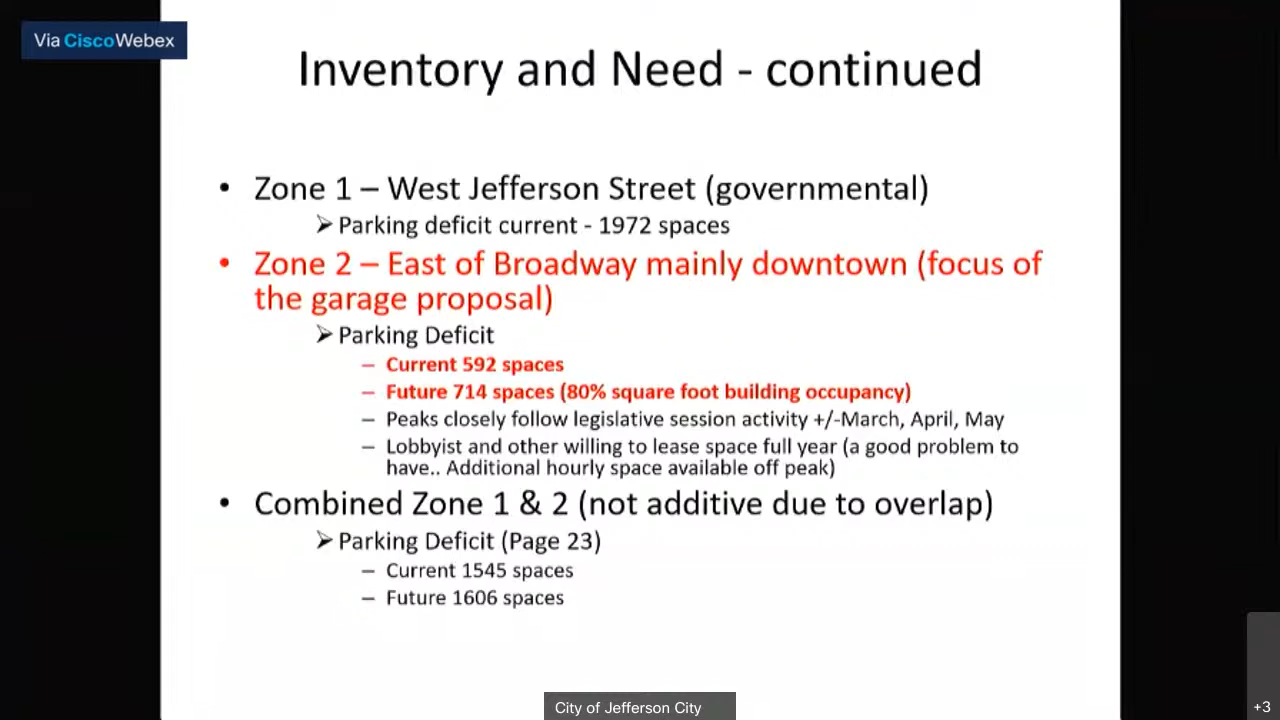 Via CiscoWebex
Inventory and Need - continued
• Zone 1 – West Jefferson Street (governmental)
➢ Parking deficit current - 1972 spaces
• Zone 2 – East of Broadway mainly downtown (focus of
the garage proposal)
➢ Parking Deficit
– Current 592 spaces
– Future 714 spaces (80% square foot building occupancy)
– Peaks closely follow legislative session activity +/-March, April, May
– Lobbyist and other willing to lease space full year (a good problem to
have.. Additional hourly space available off peak)
• Combined Zone 1 & 2 (not additive due to overlap)
➢ Parking Deficit (Page 23)
– Current 1545 spaces
– Future 1606 spaces
City of Jefferson City
+3